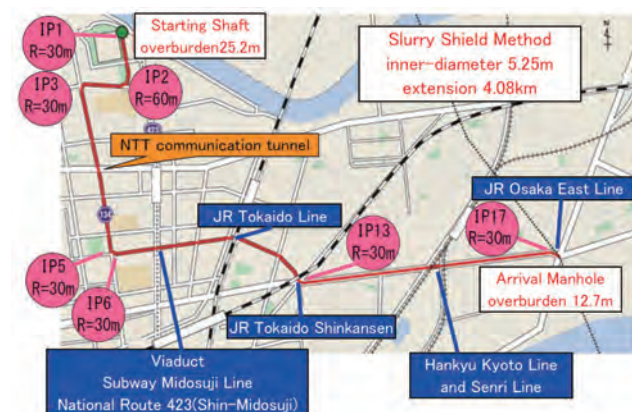 IP1
R=30m
Starting Shaft
overburden25.2m
Slurry Shield Method
inner-diameter 5.25m
extension 4.08km
N
IP3
R=30m
IP2
R=60m
423
NTT communication tunnel
134
JR Tokaido Line
JR Osaka East Line
IP13
R=30m
IP17
R=30m
IP5
R=30m
IP6
R=30m
Arrival Manhole
overburden 12.7m
JR Tokaido Shinkansen
Viaduct
Subway Midosuji Line
National Route 423(Shin-Midosuji)
Hankyu Kyoto Line
and Senri Line